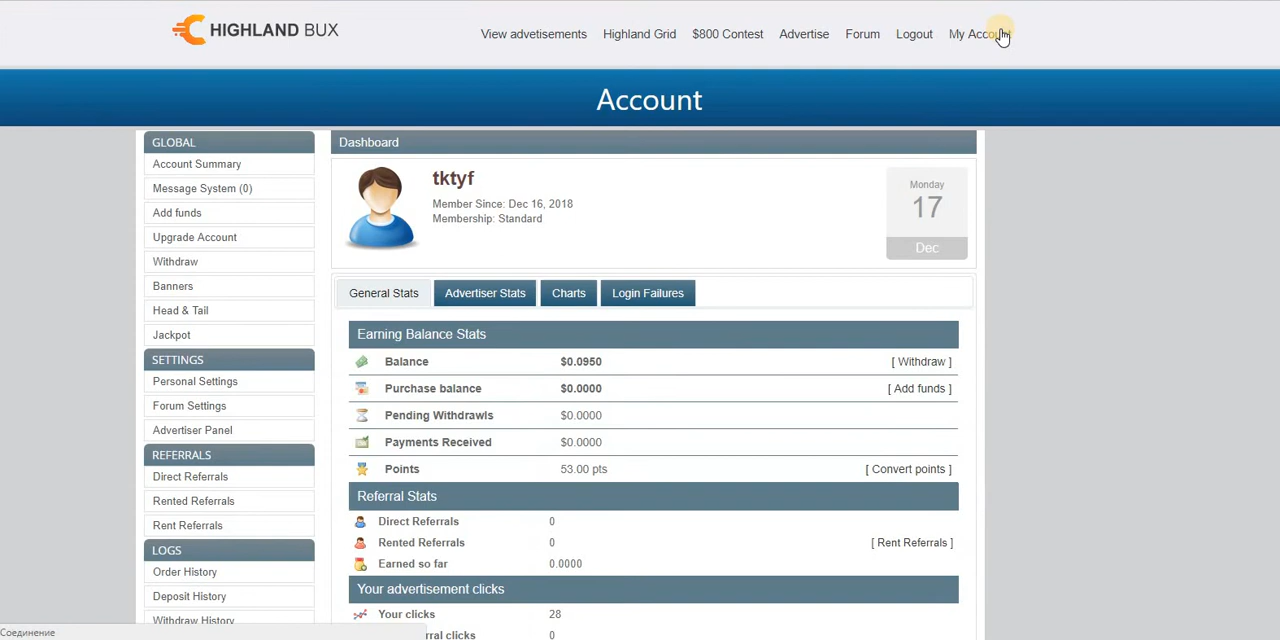 HIGHLAND BUX
View advetisements Highland Grid $800 Contest Advertise Forum Logout My Account
Account
GLOBAL
Account Summary
Message System (0)
Add funds
Upgrade Account
Withdraw
Banners
Head & Tail
Jackpot
SETTINGS
Personal Settings
Forum Settings
Advertiser Panel
REFERRALS
Direct Referrals
Rented Referrals
Rent Referrals
LOGS
Order History
Deposit History
Withdraw History
Dashboard
tktyf
Member Since: Dec 16, 2018
Membership: Standard
Monday
17
Dec
General Stats Advertiser Stats Charts Login Failures
Earning Balance Stats
Balance $0.0950 [ Withdraw ]
Purchase balance $0.0000 [ Add funds ]
Pending Withdrawls $0.0000
Payments Received $0.0000
Points 53.00 pts [ Convert points ]
Referral Stats
Direct Referrals 0
Rented Referrals 0 [ Rent Referrals ]
Earned so far 0.0000
Your advertisement clicks
Your clicks 28
rral clicks 0
Соединение